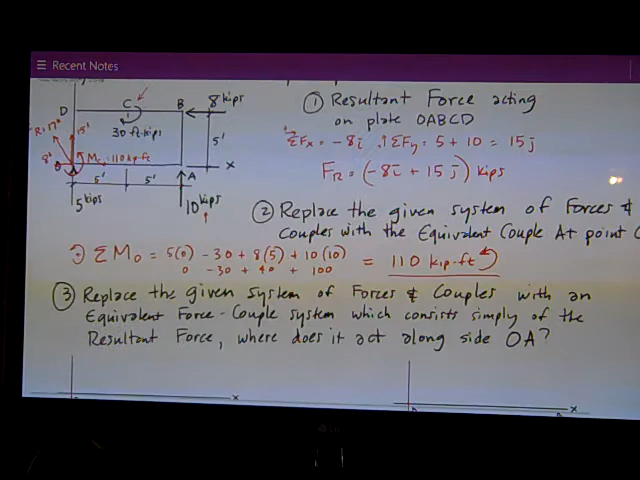 Recent Notes
D
C
B
8 kips
R=17k
15'
30 ft·kips
5'
8k
Mo=110 kip-ft
x
5'
5'
A
5 kips
10 kips
① Resultant Force acting
on plate OABCD
ΣFx = -8i, ↑ΣFy = 5 + 10 = 15j
FR = (-8i + 15j) kips
② Replace the given system of Forces &
Couples with the Equivalent Couple At point
ΣMo = 5(0) - 30 + 8(5) + 10(10) = 110 kip-ft
0 -30 + 40 + 100
③ Replace the given system of Forces & Couples with an
Equivalent Force-Couple system which consists simply of the
Resultant Force, where does it act along side OA?
x
x